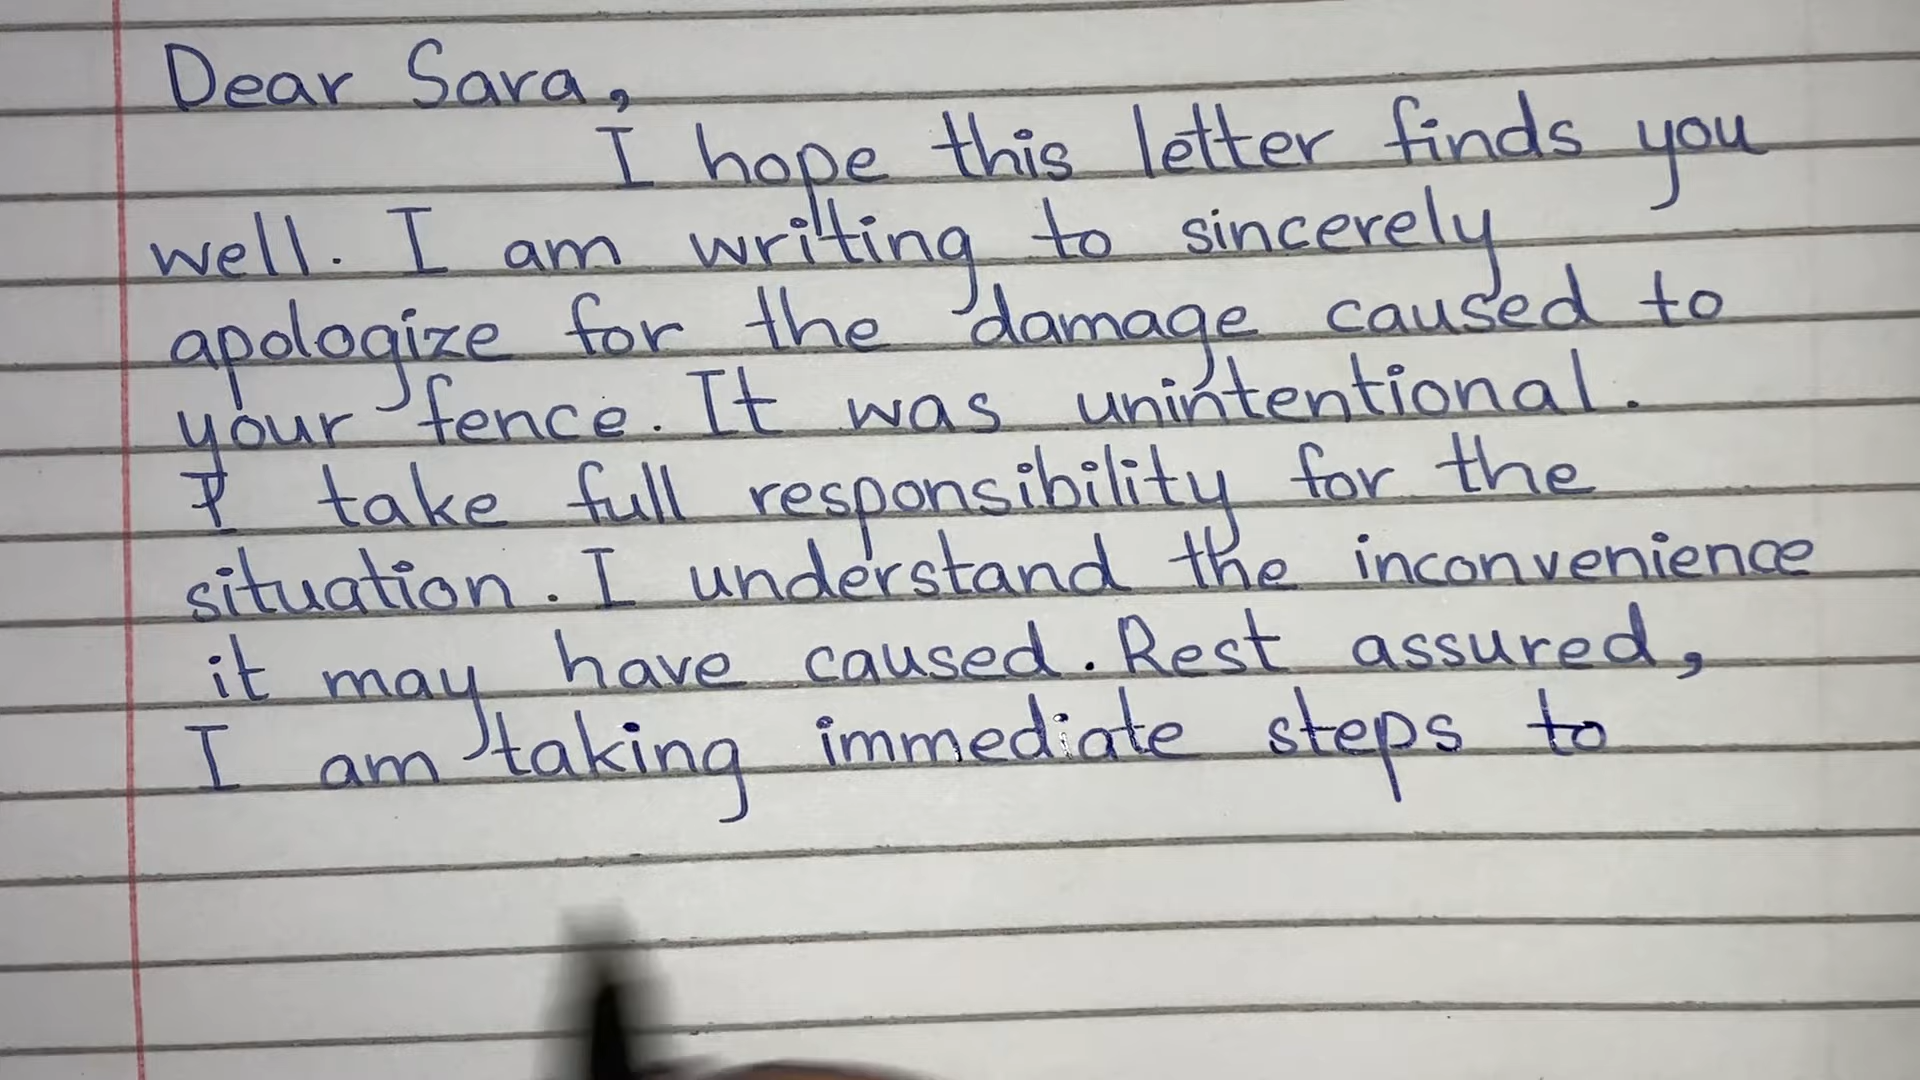 Dear Sara,
I hope this letter finds you
well. I am writing to sincerely
apologize for the damage caused to
your fence. It was unintentional.
I take full responsibility for the
situation. I understand the inconvenience
it may have caused. Rest assured,
I am taking immediate steps to